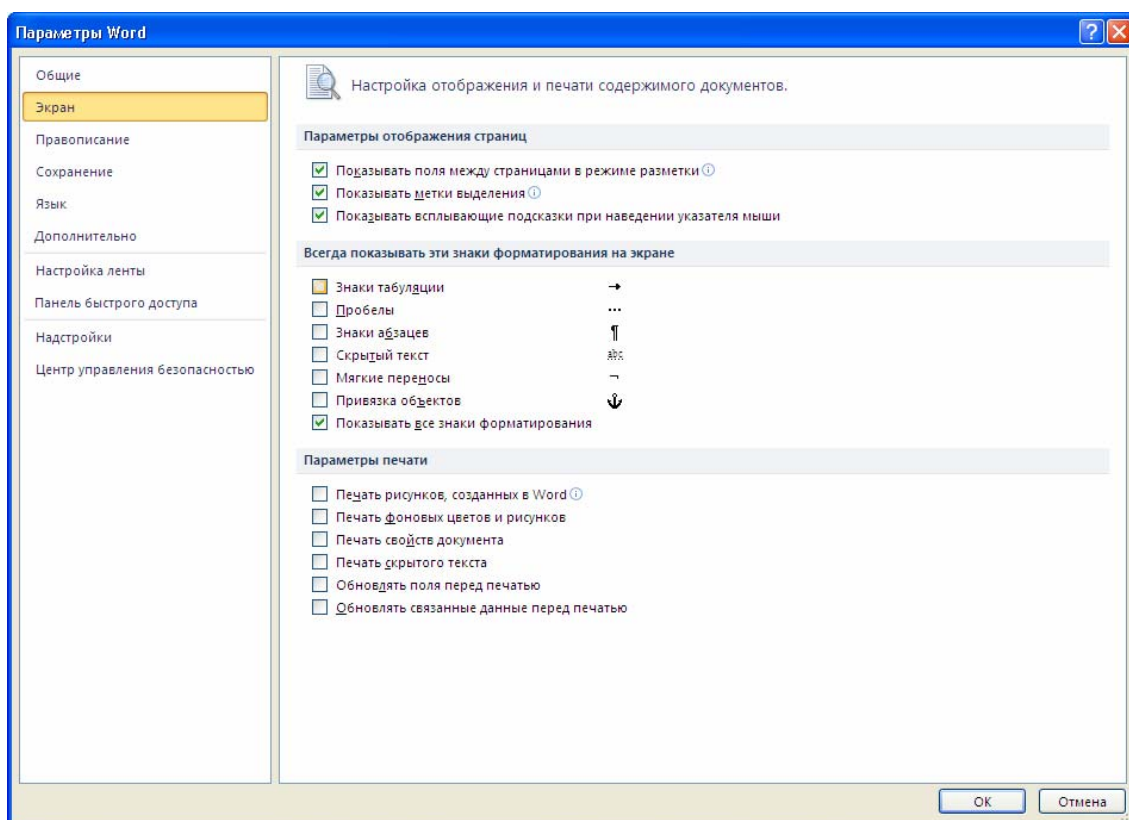 Параметры Word
Общие
Экран
Правописание
Сохранение
Язык
Дополнительно
Настройка ленты
Панель быстрого доступа
Надстройки
Центр управления безопасностью
Настройка отображения и печати содержимого документов.
Параметры отображения страниц
Показывать поля между страницами в режиме разметки
Показывать метки выделения
Показывать всплывающие подсказки при наведении указателя мыши
Всегда показывать эти знаки форматирования на экране
Знаки табуляции →
Пробелы ...
Знаки абзацев ¶
Скрытый текст abc
Мягкие переносы ¬
Привязка объектов
Показывать все знаки форматирования
Параметры печати
Печать рисунков, созданных в Word
Печать фоновых цветов и рисунков
Печать свойств документа
Печать скрытого текста
Обновлять поля перед печатью
Обновлять связанные данные перед печатью
ОК Отмена